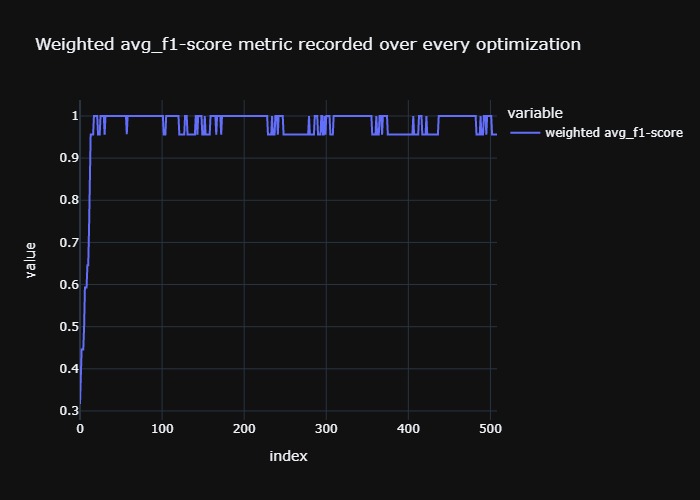 Weighted avg_f1-score metric recorded over every optimization
variable
weighted avg_f1-score
value
1
0.9
0.8
0.7
0.6
0.5
0.4
0.3
0 100 200 300 400 500
index